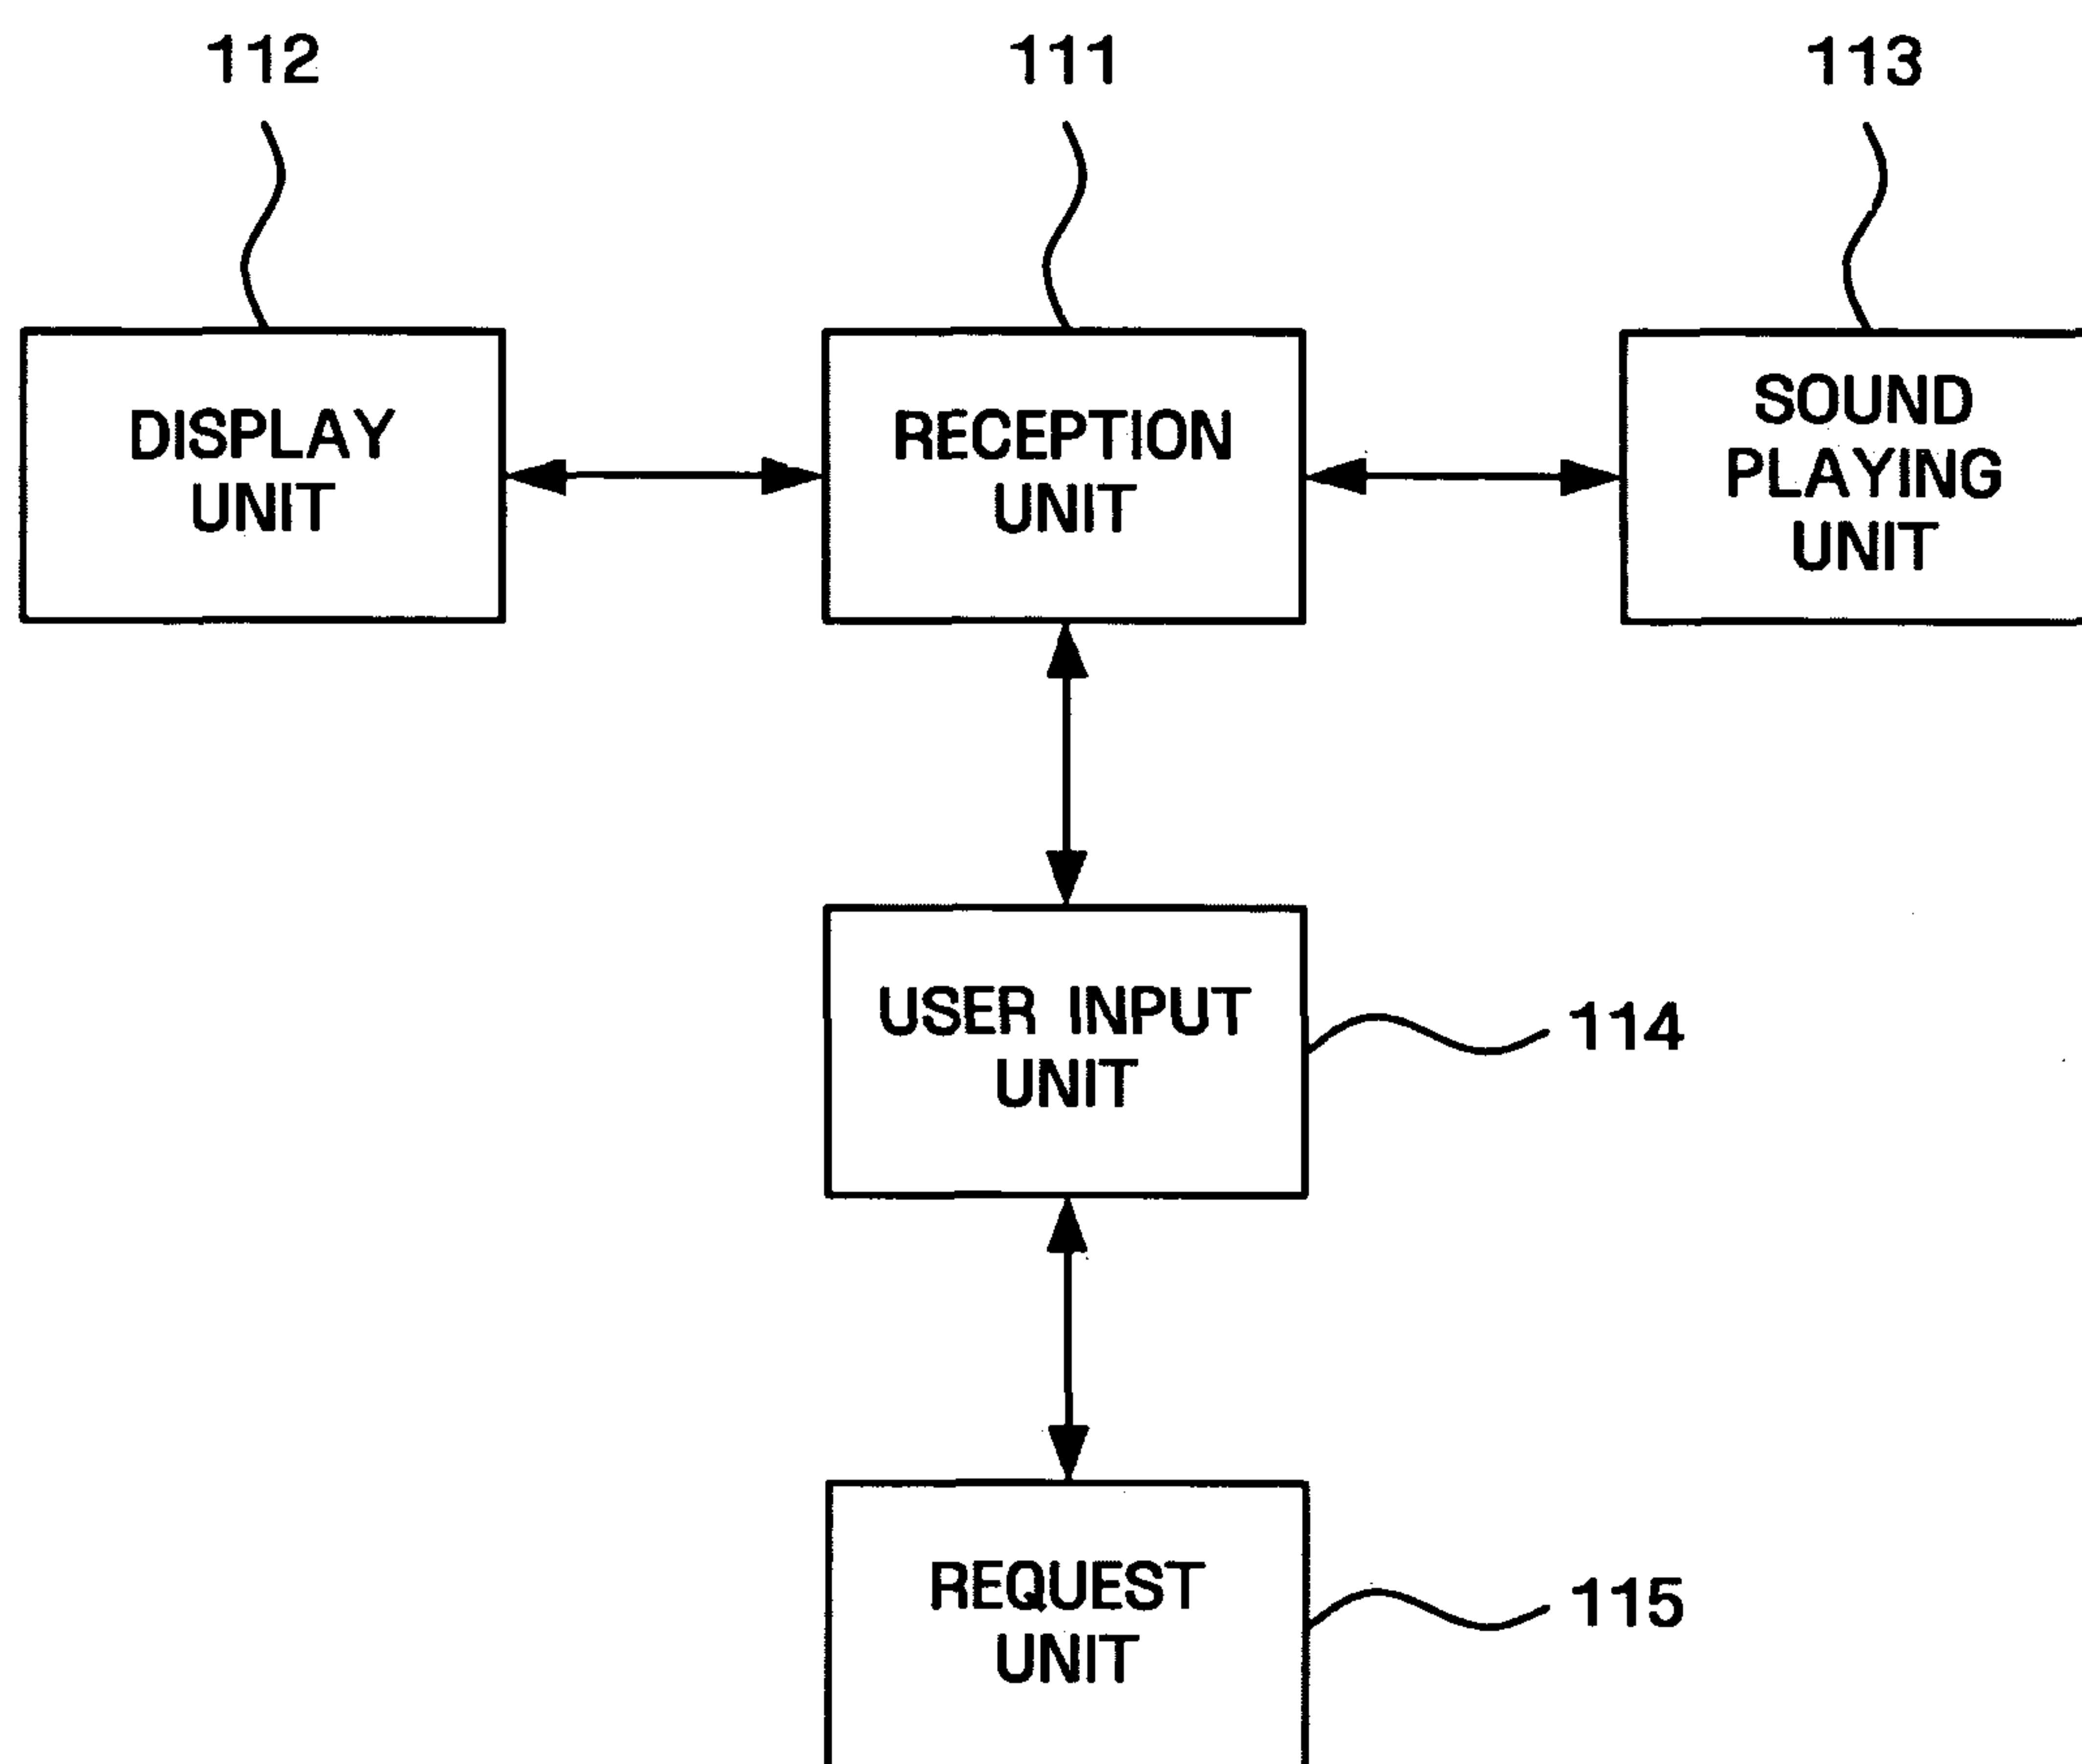 112
111
113
DISPLAY
UNIT
RECEPTION
UNIT
SOUND
PLAYING
UNIT
USER INPUT
UNIT
114
REQUEST
UNIT
115